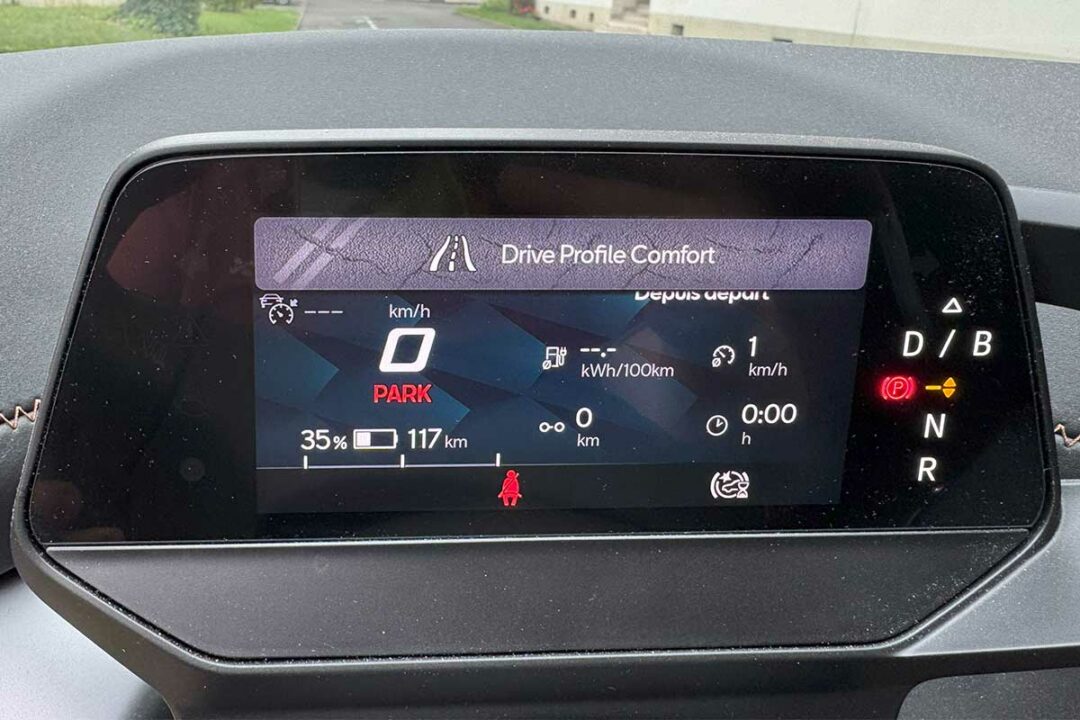 Drive Profile Comfort
Depuis départ
--- km/h
0
PARK
--.-
kWh/100km
1
km/h
0
km
0:00
h
35% 117 km
D / B
P
N
R